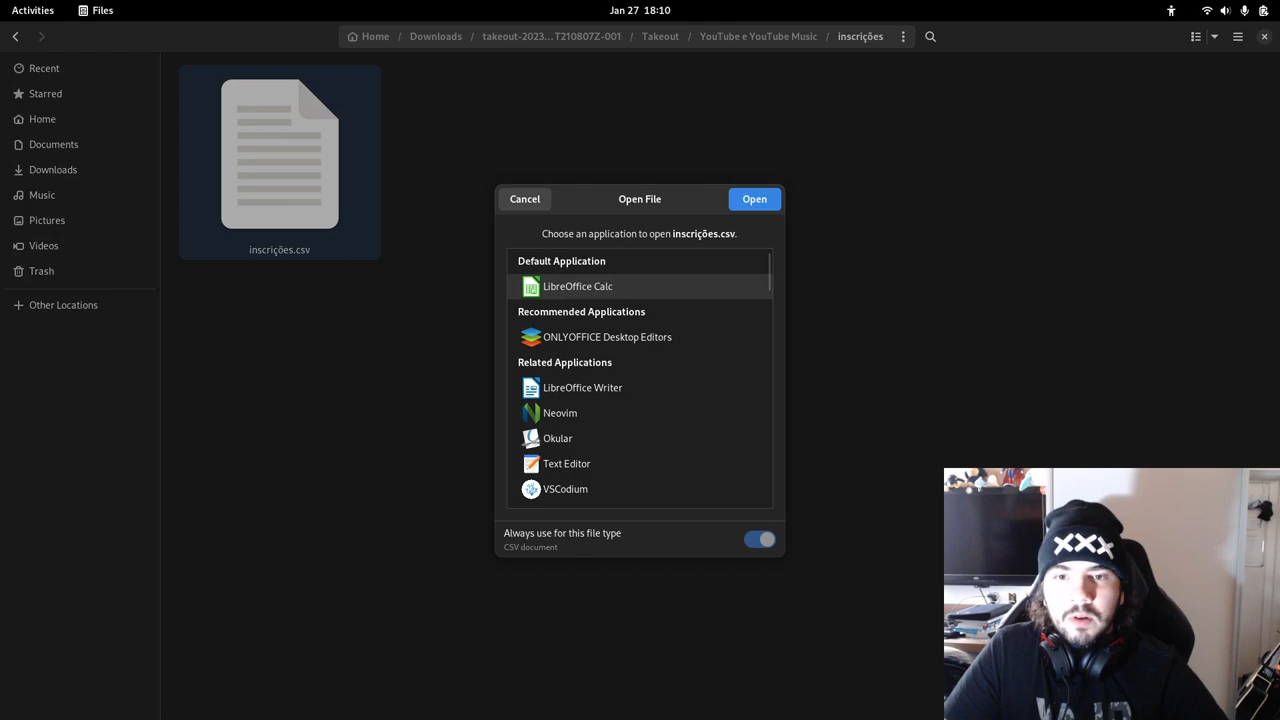 Activities
Files
Jan 27 18:10
Home / Downloads / takeout-2023...T210807Z-001 / Takeout / YouTube e YouTube Music / inscrições
Recent
Starred
Home
Documents
Downloads
Music
Pictures
Videos
Trash
Other Locations
inscrições.csv
Cancel
Open File
Open
Choose an application to open inscrições.csv.
Default Application
LibreOffice Calc
Recommended Applications
ONLYOFFICE Desktop Editors
Related Applications
LibreOffice Writer
Neovim
Okular
Text Editor
VSCodium
Always use for this file type
CSV document
XXX